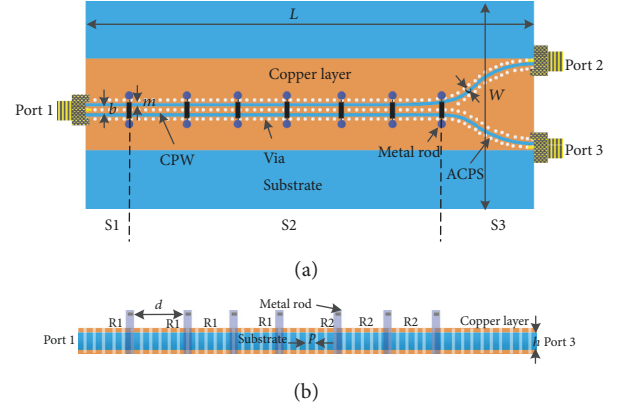 L
Copper layer
Port 2
Port 1
b
m
W
CPW
Via
Metal rod
ACPS
Port 3
Substrate
S1
S2
S3
(a)
d
Metal rod
R1
R1
R1
R1
R2
R2
R2
Copper layer
Port 1
Substrate
P
h
Port 3
(b)